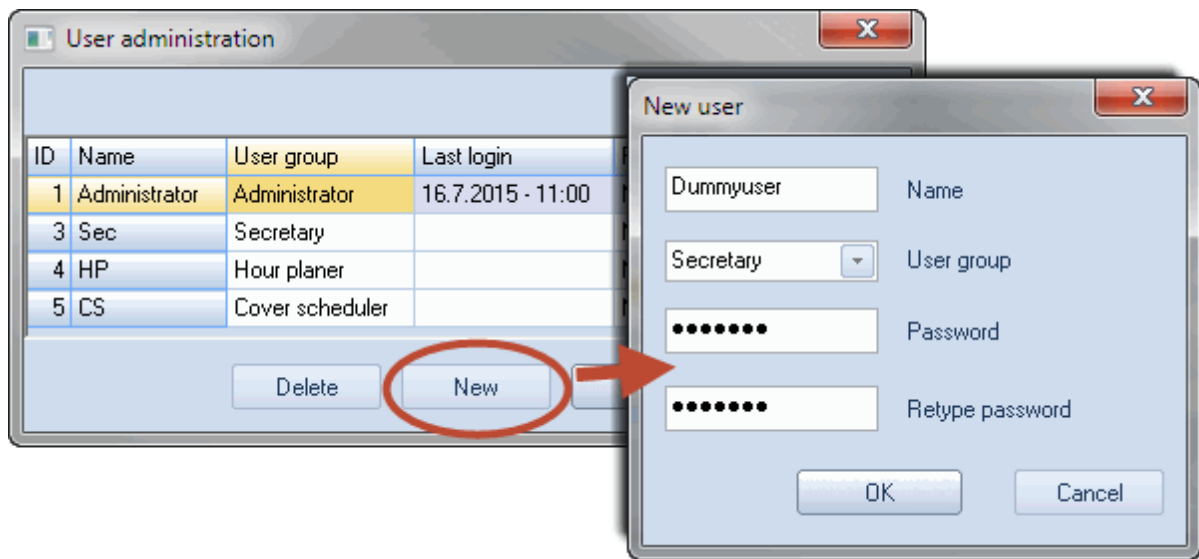 User administration
ID Name User group Last login
1 Administrator Administrator 16.7.2015 - 11:00
3 Sec Secretary
4 HP Hour planer
5 CS Cover scheduler
Delete New
New user
Dummyuser Name
Secretary User group
●●●●●●● Password
●●●●●●● Retype password
OK Cancel